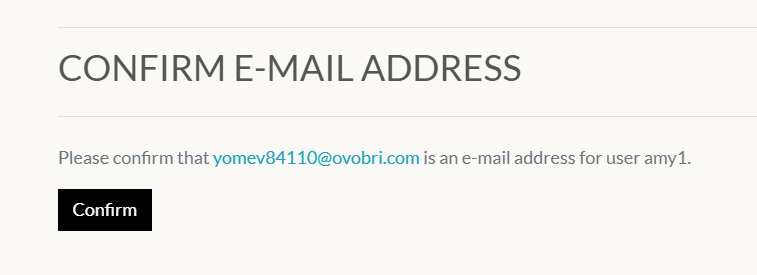 CONFIRM E-MAIL ADDRESS
Please confirm that yomev84110@ovobri.com is an e-mail address for user amy1.
Confirm